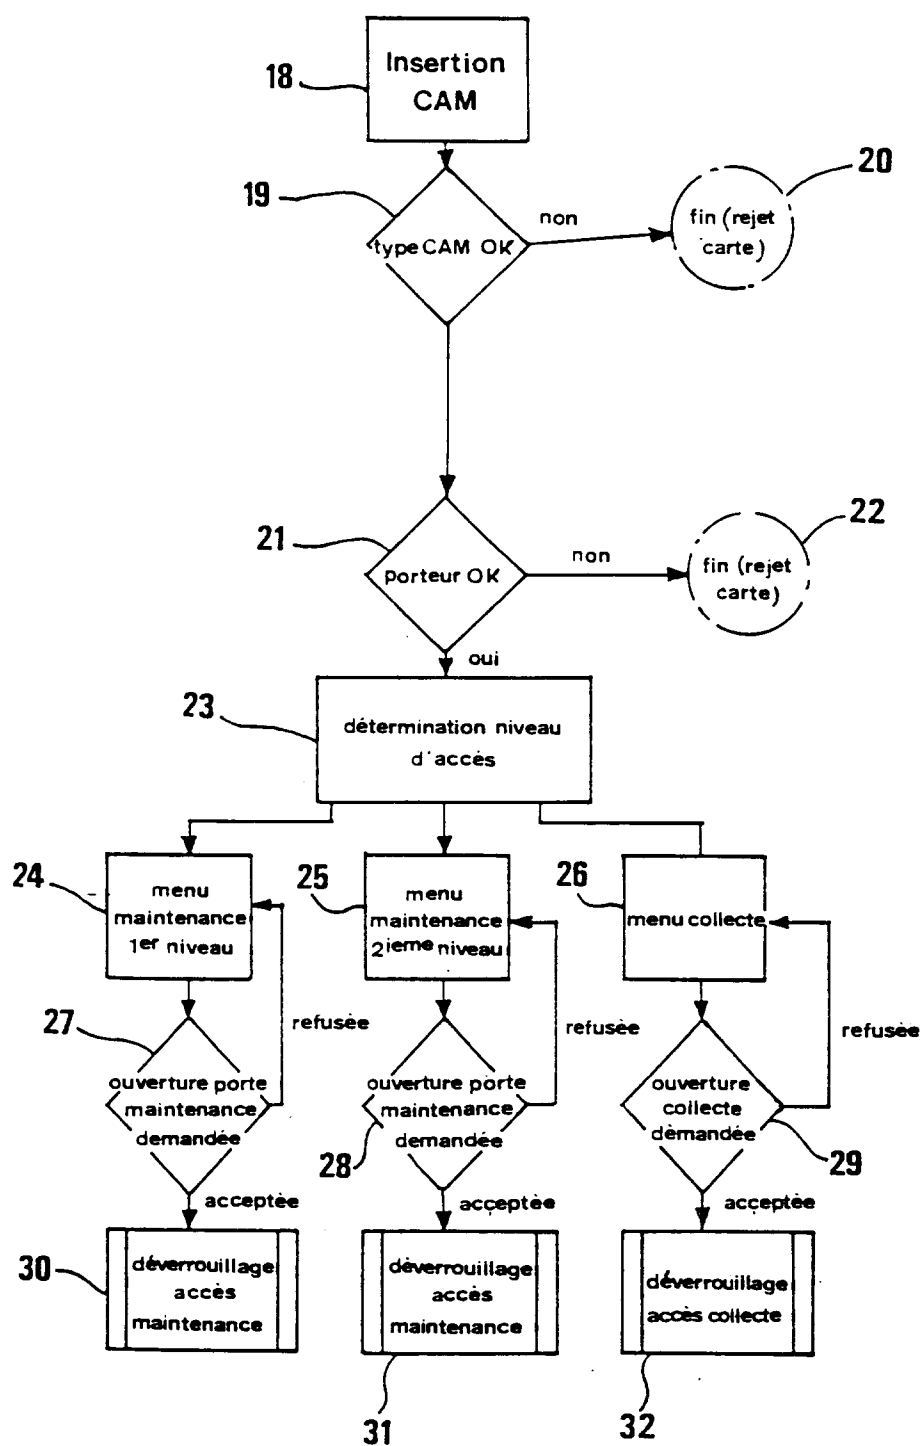 18
Insertion
CAM
19
20
non
fin (rejet
carte)
type CAM OK
21
22
non
fin (rejet
carte)
porteur OK
oui
23
détermination niveau
d'accès
24
menu
maintenance
1er niveau
25
menu
maintenance
2ieme niveau
26
menu collecte
27
refusée
refusée
refusée
ouverture porte
maintenance
demandée
28
ouverture porte
maintenance
demandée
29
ouverture
collecte
dèmandée
acceptée
acceptée
acceptée
30
déverrouillage
accès
maintenance
31
dèverrouillage
accès
maintenance
32
déverrouillage
accès collecte